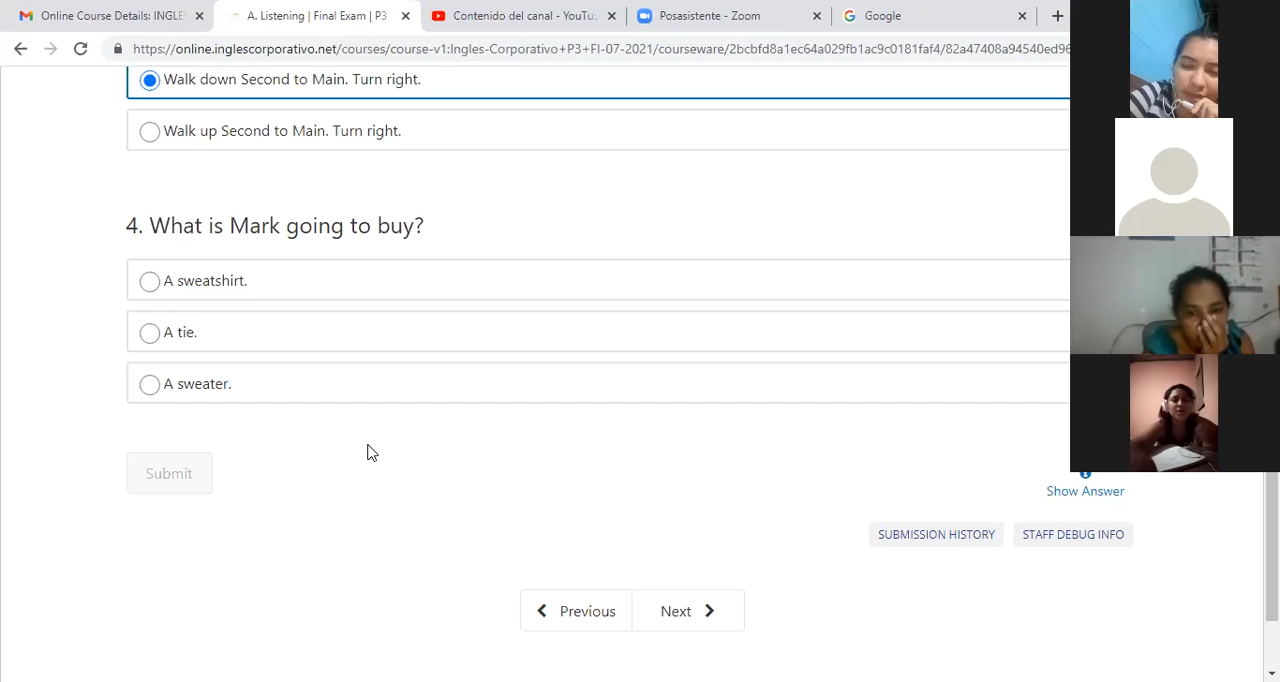 Online Course Details: INGLES
A. Listening | Final Exam | P3
Contenido del canal - YouTu
Posasistente - Zoom
Google
https://online.inglescorporativo.net/courses/course-v1:Ingles-Corporativo+P3+FI-07-2021/courseware/2bcbfd8a1ec64a029fb1ac9c0181faf4/82a47408a94540ed96
Walk down Second to Main. Turn right.
Walk up Second to Main. Turn right.
4. What is Mark going to buy?
A sweatshirt.
A tie.
A sweater.
Submit
Show Answer
SUBMISSION HISTORY
STAFF DEBUG INFO
Previous
Next